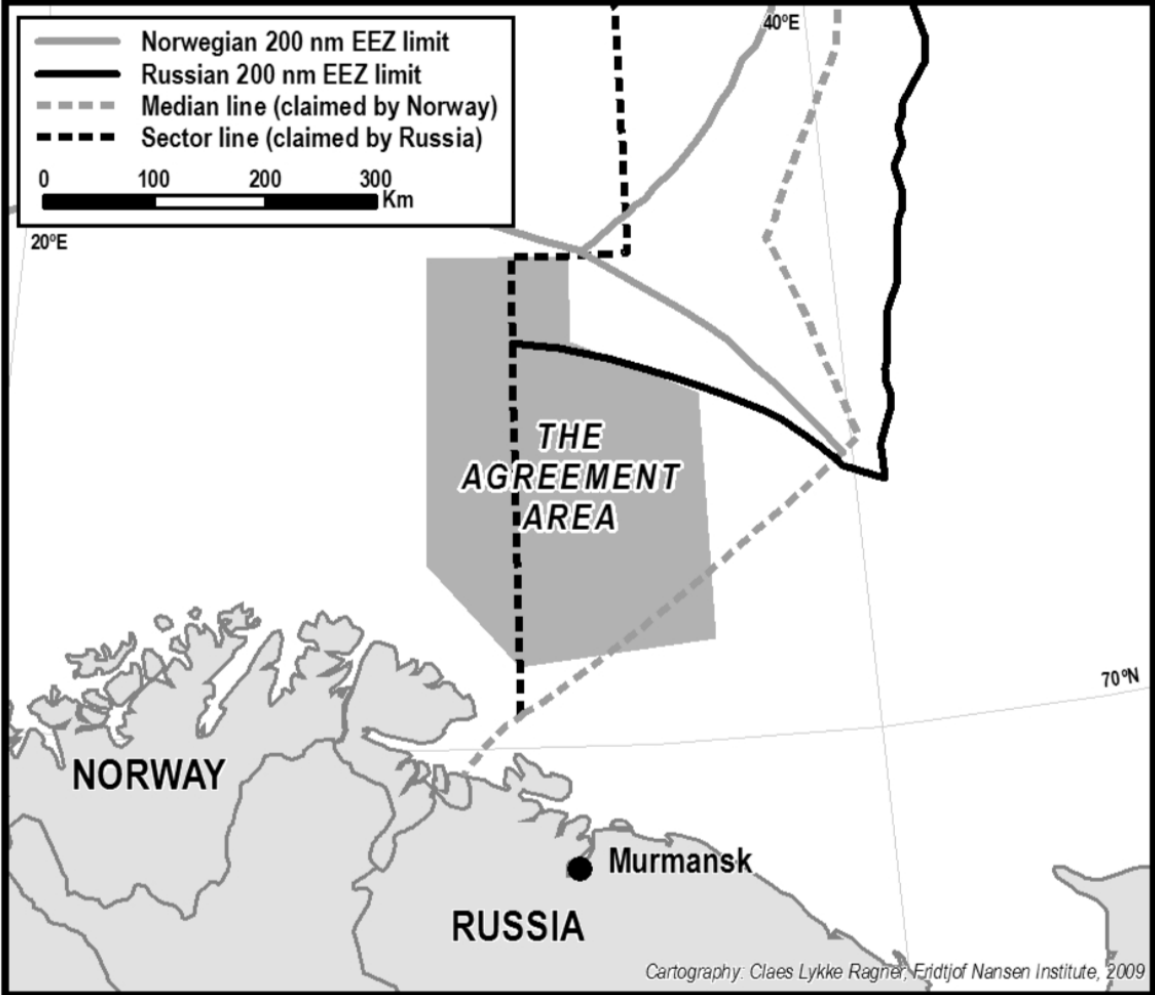 40ºE
Norwegian 200 nm EEZ limit
Russian 200 nm EEZ limit
Median line (claimed by Norway)
Sector line (claimed by Russia)
0 100 200 300
Km
20ºE
THE
AGREEMENT
AREA
70ºN
NORWAY
Murmansk
RUSSIA
Cartography: Claes Lykke Ragner, Fridtjof Nansen Institute, 2009